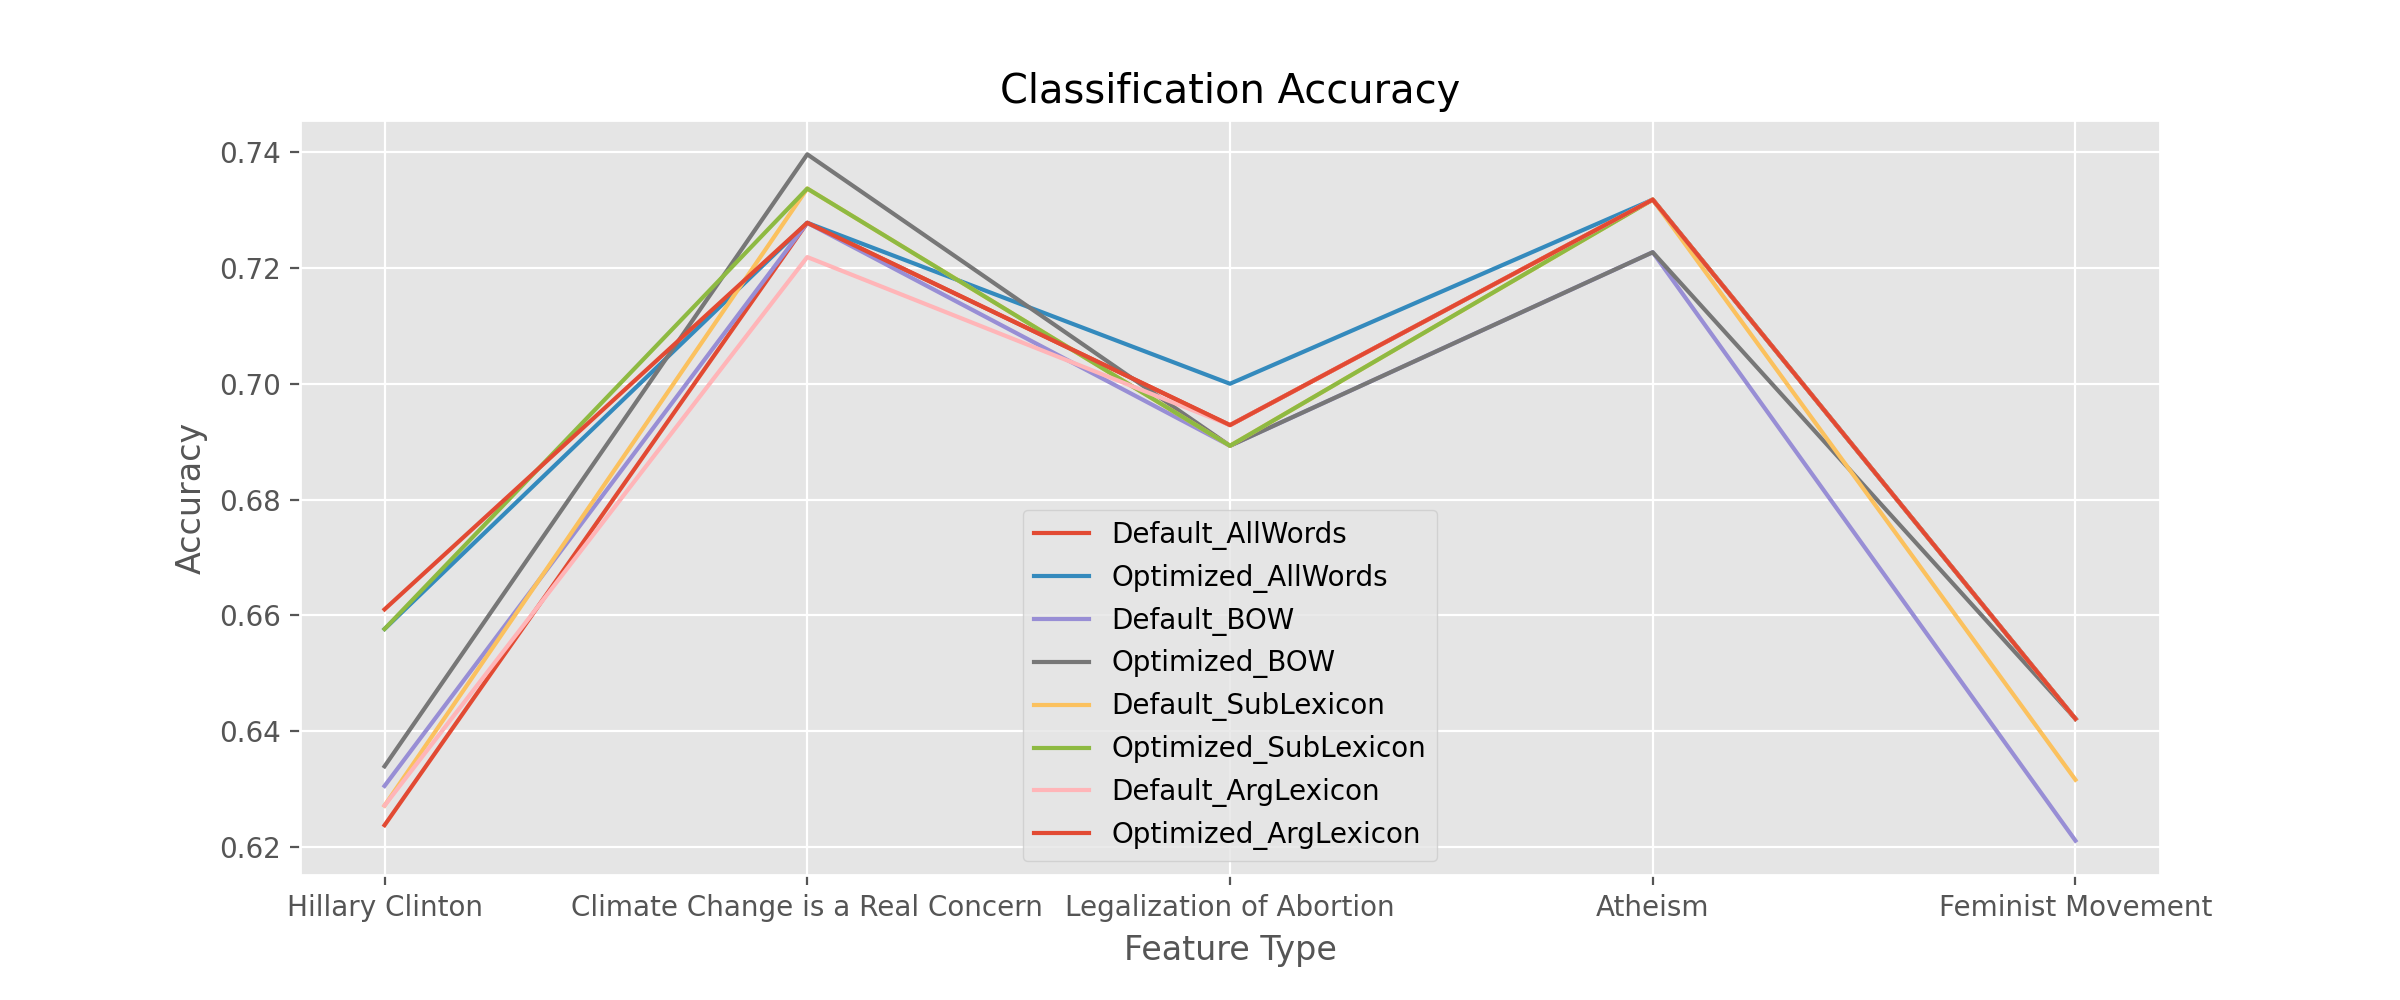 Classification Accuracy
0.74
0.72
0.70
0.68
0.66
0.64
0.62
Accuracy
Default_AllWords
Optimized_AllWords
Default_BOW
Optimized_BOW
Default_SubLexicon
Optimized_SubLexicon
Default_ArgLexicon
Optimized_ArgLexicon
Hillary Clinton Climate Change is a Real Concern Legalization of Abortion Atheism Feminist Movement
Feature Type